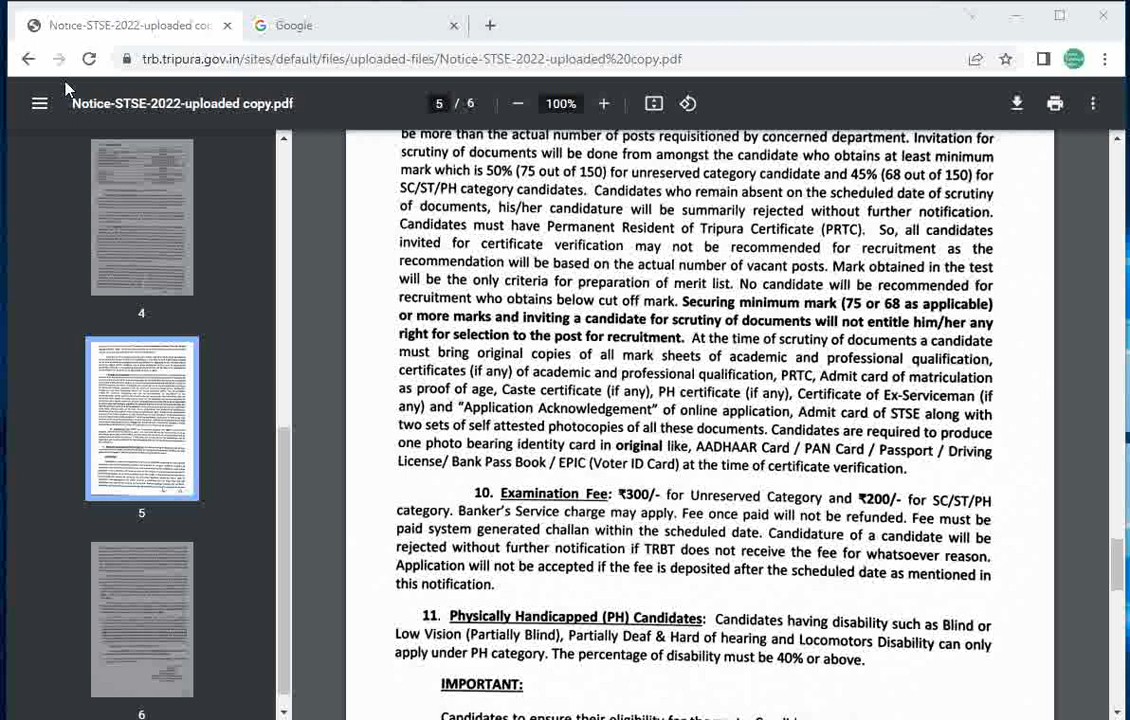 Notice-STSE-2022-uploaded co
Google
trb.tripura.gov.in/sites/default/files/uploaded-files/Notice-STSE-2022-uploaded%20copy.pdf
Notice-STSE-2022-uploaded copy.pdf
5 / 6
100%
4
5
6
be more than the actual number of posts requisitioned by concerned department. Invitation for
scrutiny of documents will be done from amongst the candidate who obtains at least minimum
mark which is 50% (75 out of 150) for unreserved category candidate and 45% (68 out of 150) for
SC/ST/PH category candidates. Candidates who remain absent on the scheduled date of scrutiny
of documents, his/her candidature will be summarily rejected without further notification.
Candidates must have Permanent Resident of Tripura Certificate (PRTC). So, all candidates
invited for certificate verification may not be recommended for recruitment as the
recommendation will be based on the actual number of vacant posts. Mark obtained in the test
will be the only criteria for preparation of merit list. No candidate will be recommended for
recruitment who obtains below cut off mark. Securing minimum mark (75 or 68 as applicable)
or more marks and inviting a candidate for scrutiny of documents will not entitle him/her any
right for selection to the post for recruitment. At the time of scrutiny of documents a candidate
must bring original copies of all mark sheets of academic and professional qualification,
certificates (if any) of academic and professional qualification, PRTC, Admit card of matriculation
as proof of age, Caste certificate (if any), PH certificate (if any), Certificate of Ex-Serviceman (if
any) and "Application Acknowledgement" of online application, Admit card of STSE along with
two sets of self attested photocopies of all these documents. Candidates are required to produce
one photo bearing identity card in original like, AADHAAR Card / PAN Card / Passport / Driving
License/ Bank Pass Book / EPIC (Voter ID Card) at the time of certificate verification.
10. Examination Fee: ₹300/- for Unreserved Category and ₹200/- for SC/ST/PH
category. Banker's Service charge may apply. Fee once paid will not be refunded. Fee must be
paid system generated challan within the scheduled date. Candidature of a candidate will be
rejected without further notification if TRBT does not receive the fee for whatsoever reason.
Application will not be accepted if the fee is deposited after the scheduled date as mentioned in
this notification.
11. Physically Handicapped (PH) Candidates: Candidates having disability such as Blind or
Low Vision (Partially Blind), Partially Deaf & Hard of hearing and Locomotors Disability can only
apply under PH category. The percentage of disability must be 40% or above.
IMPORTANT:
Candidates to ensure their eligibility for the